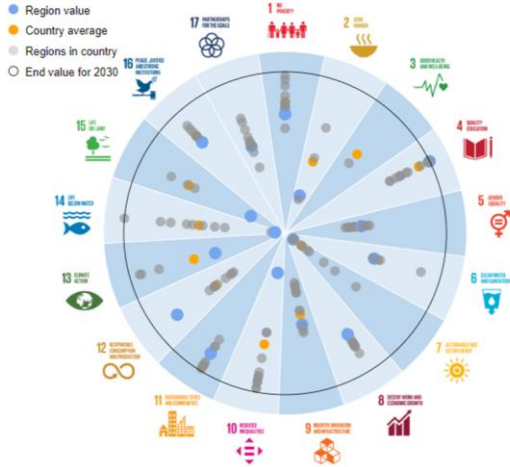 Region value
Country average
Regions in country
End value for 2030
1 NO
POVERTY
2 ZERO
HUNGER
3 GOOD HEALTH
AND WELL-BEING
4 QUALITY
EDUCATION
5 GENDER
EQUALITY
6 CLEAN WATER
AND SANITATION
7 AFFORDABLE AND
CLEAN ENERGY
8 DECENT WORK AND
ECONOMIC GROWTH
9 INDUSTRY, INNOVATION
AND INFRASTRUCTURE
10 REDUCED
INEQUALITIES
11 SUSTAINABLE CITIES
AND COMMUNITIES
12 RESPONSIBLE
CONSUMPTION
AND PRODUCTION
13 CLIMATE
ACTION
14 LIFE
BELOW WATER
15 LIFE
ON LAND
16 PEACE, JUSTICE
AND STRONG
INSTITUTIONS
17 PARTNERSHIPS
FOR THE GOALS